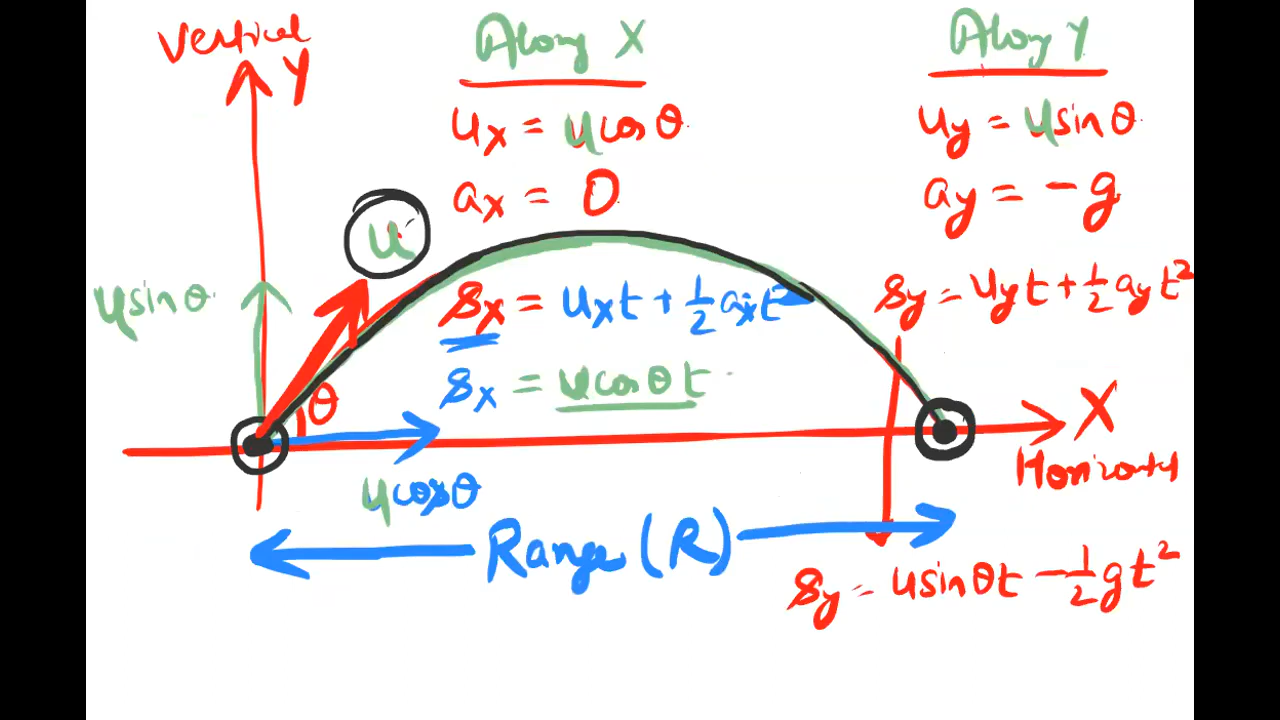 Vertical
Y
Along X
ux = u cos θ
ax = 0
Along Y
uy = u sin θ
ay = -g
u
u sin θ
θ
sx = uxt + 1/2 axt²
sx = u cos θ t
sy = uyt + 1/2 ayt²
X
Horizontal
u cos θ
Range (R)
sy = u sin θt - 1/2 gt²